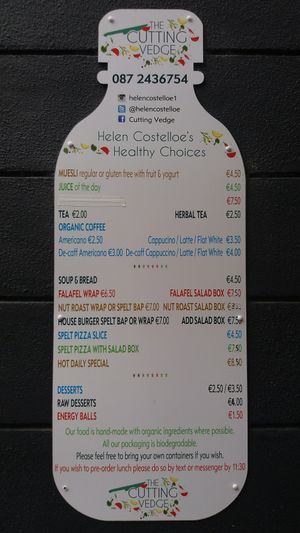 THE
CUTTING
VEDGE
087 2436754
helencostelloe1
@helencostelloe
Cutting Vedge
Helen Costelloe's
Healthy Choices
MUESLI regular or gluten free with fruit & yogurt €4.50
JUICE of the day €4.50
€7.50
TEA €2.00 HERBAL TEA €2.50
ORGANIC COFFEE
Americano €2.50 Cappuccino / Latte / Flat White €3.50
De-caff Americano €3.00 De-caff Cappuccino / Latte / Flat White €4.00
SOUP & BREAD €4.50
FALAFEL WRAP €6.50 FALAFEL SALAD BOX €7.50
NUT ROAST WRAP OR SPELT BAP €7.00 NUT ROAST SALAD BOX
HOUSE BURGER SPELT BAP OR WRAP €7.00 ADD SALAD €7.50
SPELT PIZZA SLICE €4.50
SPELT PIZZA WITH SALAD BOX €7.50
HOT DAILY SPECIAL €8.50
DESSERTS €2.50 / €3.50
RAW DESSERTS €4.00
ENERGY BALLS €1.50
Our food is hand-made with organic ingredients where possible.
All our packaging is biodegradable.
Please feel free to bring your own containers if you wish.
If you wish to pre-order lunch please do so by text or messenger by 11:30
THE
CUTTING
VEDGE